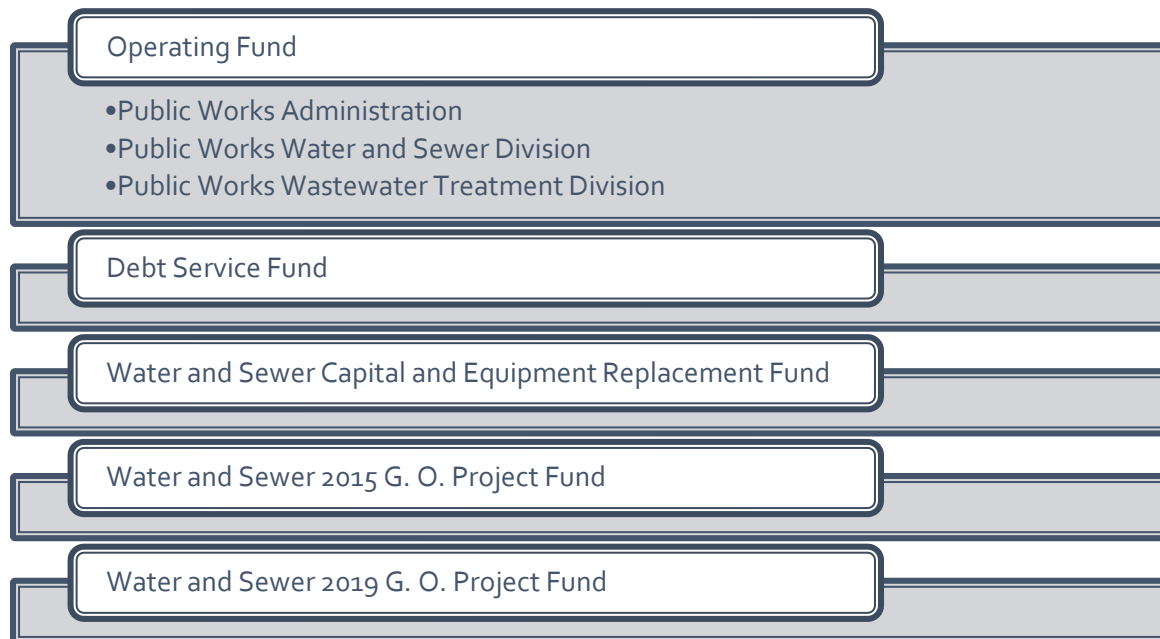 Operating Fund
•Public Works Administration
•Public Works Water and Sewer Division
•Public Works Wastewater Treatment Division
Debt Service Fund
Water and Sewer Capital and Equipment Replacement Fund
Water and Sewer 2015 G. O. Project Fund
Water and Sewer 2019 G. O. Project Fund